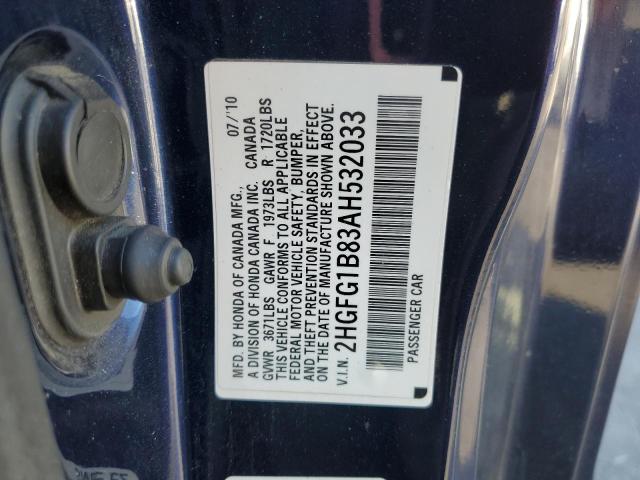 MFD. BY HONDA OF CANADA MFG., 07/'10
A DIVISION OF HONDA CANADA INC. CANADA
GVWR 3671LBS GAWR F 1973LBS R 1720LBS
THIS VEHICLE CONFORMS TO ALL APPLICABLE
FEDERAL MOTOR VEHICLE SAFETY, BUMPER,
AND THEFT PREVENTION STANDARDS IN EFFECT
ON THE DATE OF MANUFACTURE SHOWN ABOVE.
V.I.N. 2HGFG1B83AH532033
PASSENGER CAR